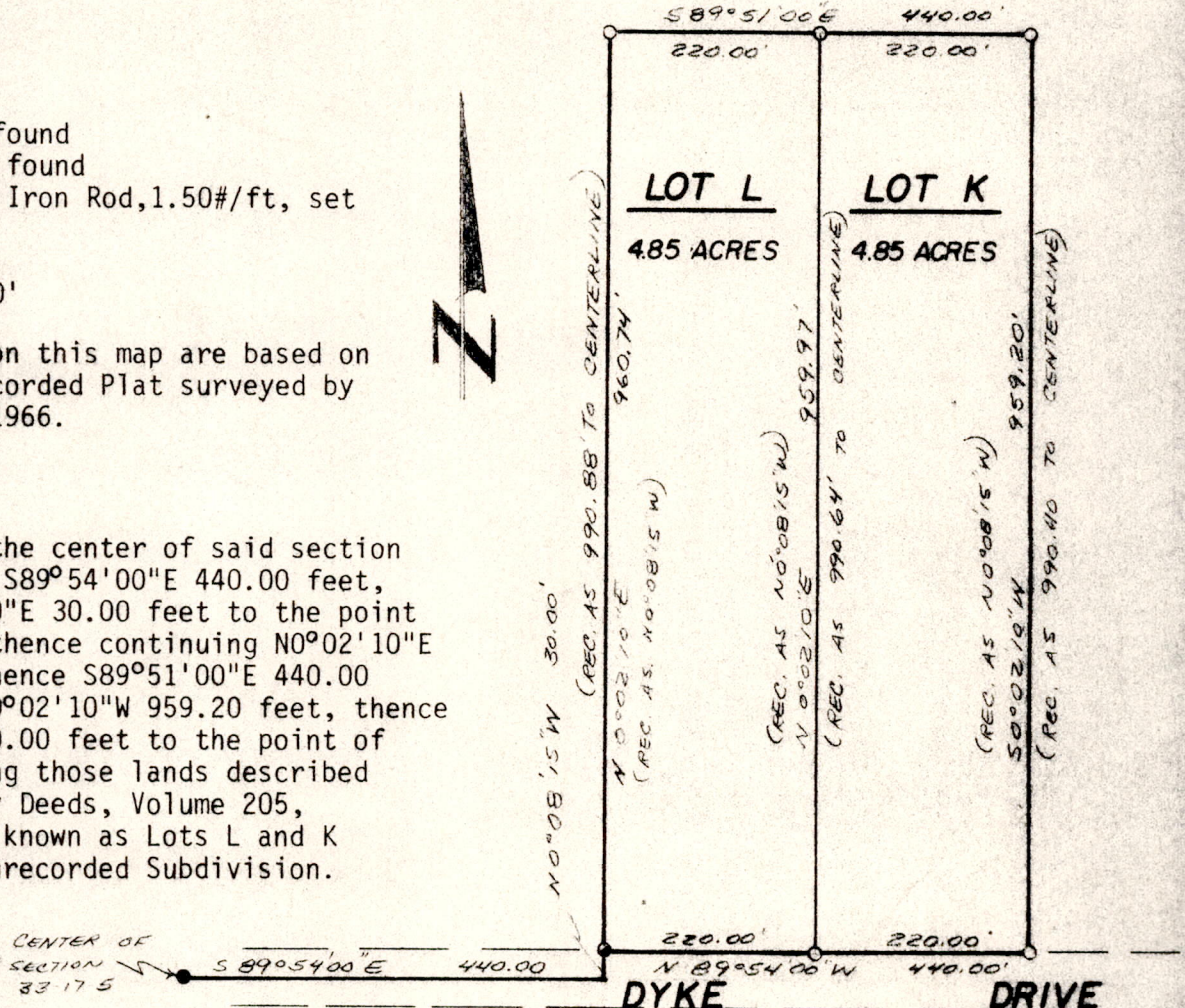 S89°51'00"E 440.00'
220.00' 220.00'
found
found
Iron Rod,1.50#/ft, set
0'
on this map are based on
corded Plat surveyed by
1966.
the center of said section
S89°54'00"E 440.00 feet,
0"E 30.00 feet to the point
thence continuing N0°02'10"E
hence S89°51'00"E 440.00
0°02'10"W 959.20 feet, thence
0.00 feet to the point of
ng those lands described
y Deeds, Volume 205,
known as Lots L and K
nrecorded Subdivision.
N
LOT L
4.85 ACRES
LOT K
4.85 ACRES
N0°08'15"W 30.00'
(REC. AS 990.88' TO CENTERLINE)
960.74'
N 0°02'10"E
(REC. AS N0°08'15"W)
959.97'
(REC. AS N0°08'15"W)
N 0°02'10"E
(REC. AS 990.64' TO CENTERLINE)
959.20'
(REC. AS N0°08'15"W)
S0°02'10"W
(REC. AS 990.40 TO CENTERLINE)
220.00' 220.00'
CENTER OF
SECTION
33-17-5
S 89°54'00"E 440.00
N 89°54'00"W 440.00'
DYKE DRIVE